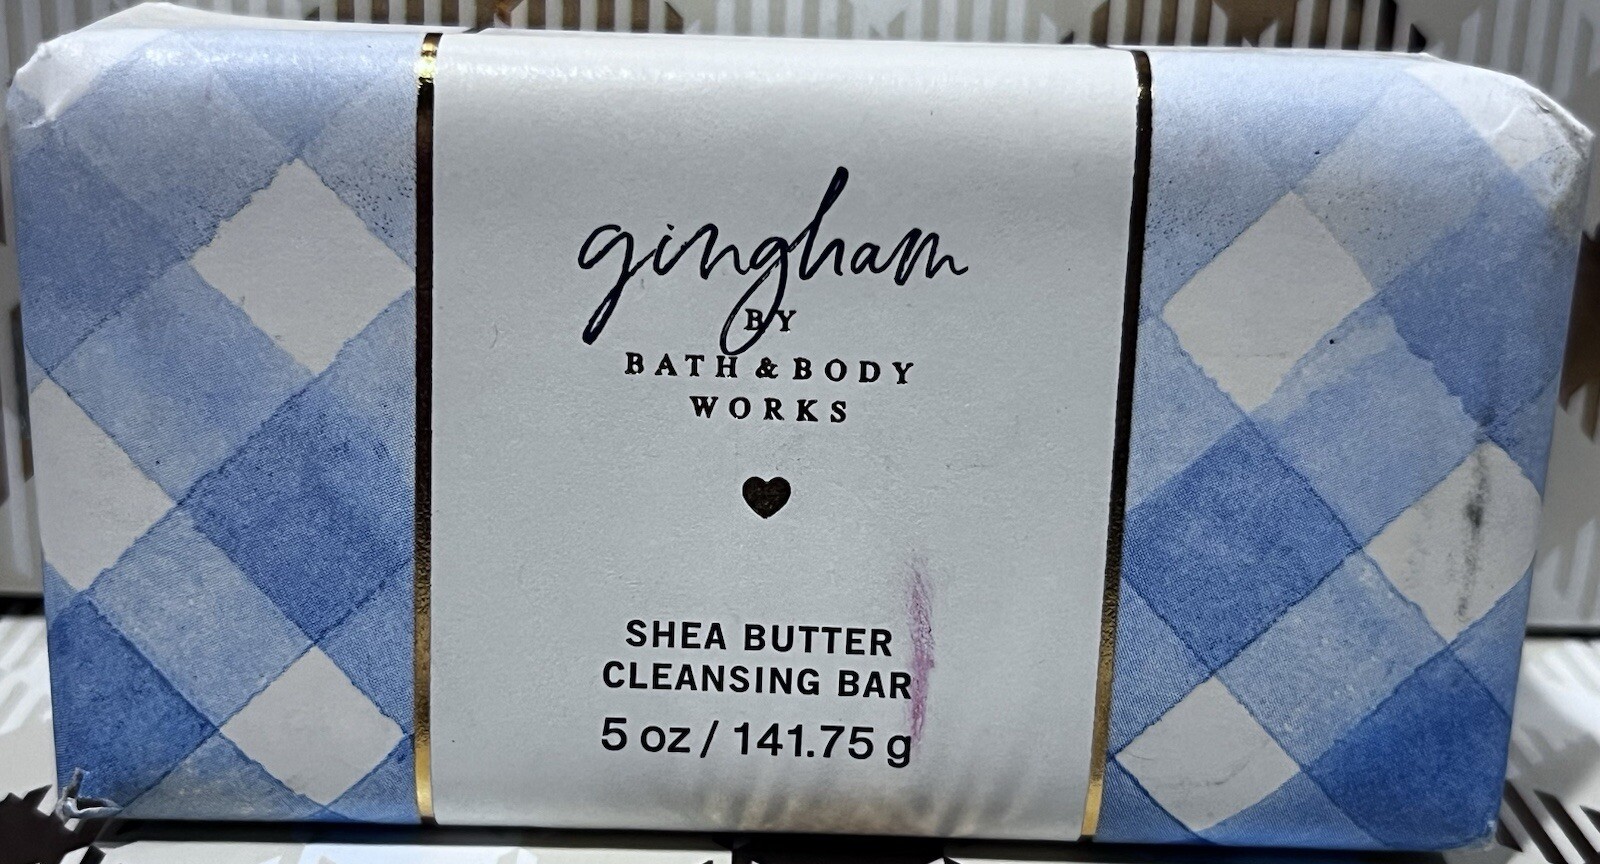 gingham
BY
BATH & BODY
WORKS
SHEA BUTTER
CLEANSING BAR
5 oz / 141.75 g